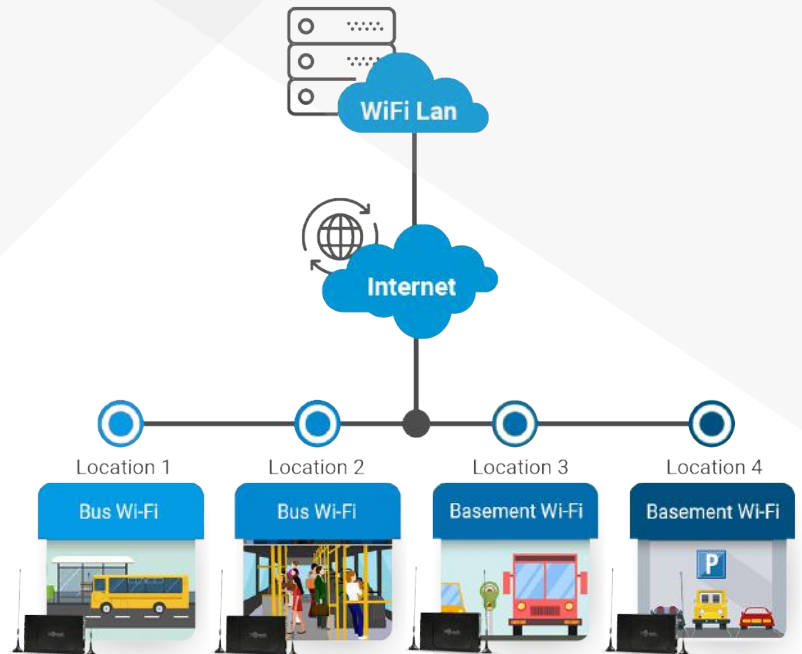 WiFi Lan
Internet
Location 1
Location 2
Location 3
Location 4
Bus Wi-Fi
Bus Wi-Fi
Basement Wi-Fi
Basement Wi-Fi
P